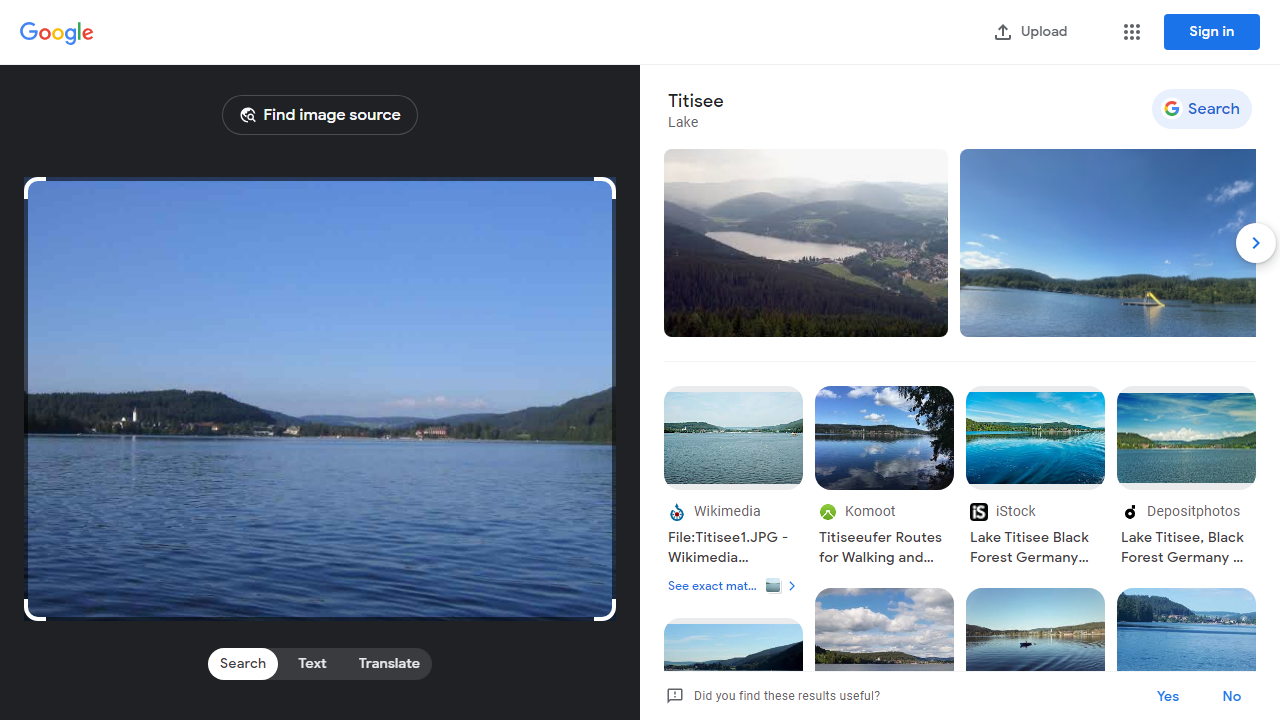 Google
Upload
Sign in
Find image source
Titisee
Lake
Search
Wikimedia
File:Titisee1.JPG -
Wikimedia...
See exact mat...
Komoot
Titiseeufer Routes
for Walking and...
iStock
Lake Titisee Black
Forest Germany...
Depositphotos
Lake Titisee, Black
Forest Germany ...
Search
Text
Translate
Did you find these results useful?
Yes
No